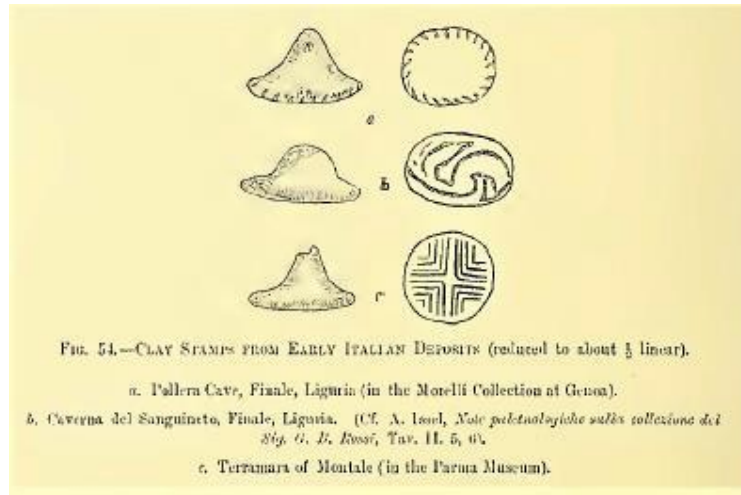 a
b
c
FIG. 54.—CLAY STAMPS FROM EARLY ITALIAN DEPOSITS (reduced to about linear).
a. Pollera Cave, Finale, Liguria (in the Morelli Collection at Genoa).
b. Caverna del Sanguineto, Finale, Liguria. (Cf. A. Issel, Note paletnologiche sulla collezione del
Sig. G. B. Rossi, Tav. II. 5, 6).
c. Terramara of Montale (in the Parma Museum).